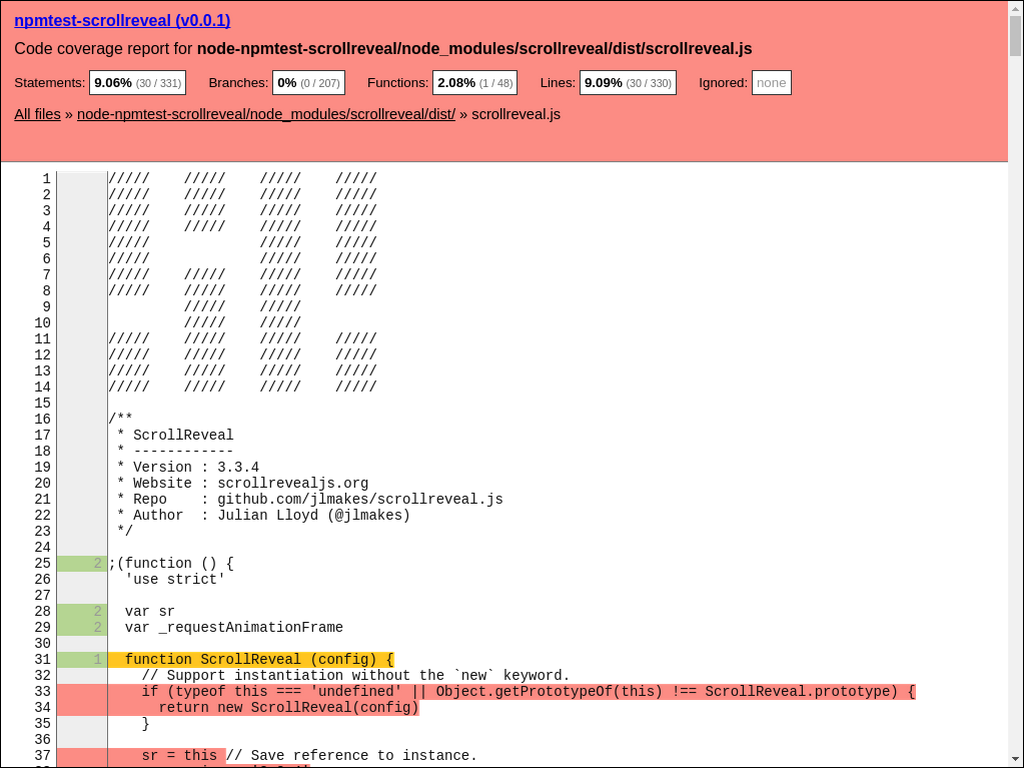 npmtest-scrollreveal (v0.0.1)
Code coverage report for node-npmtest-scrollreveal/node_modules/scrollreveal/dist/scrollreveal.js
Statements: 9.06% (30 / 331) Branches: 0% (0 / 207) Functions: 2.08% (1 / 48) Lines: 9.09% (30 / 330) Ignored: none
All files » node-npmtest-scrollreveal/node_modules/scrollreveal/dist/ » scrollreveal.js
1 /////    /////    /////    /////
2 /////    /////    /////    /////
3 /////    /////    /////    /////
4 /////    /////    /////    /////
5 /////             /////    /////
6 /////             /////    /////
7 /////    /////    /////    /////
8 /////    /////    /////    /////
9          /////    /////
10          /////    /////
11 /////    /////    /////    /////
12 /////    /////    /////    /////
13 /////    /////    /////    /////
14 /////    /////    /////    /////
15
16 /**
17  * ScrollReveal
18  * ------------
19  * Version : 3.3.4
20  * Website : scrollrevealjs.org
21  * Repo    : github.com/jlmakes/scrollreveal.js
22  * Author  : Julian Lloyd (@jlmakes)
23  */
24
25 2 ;(function () {
26   'use strict'
27
28 2   var sr
29 2   var _requestAnimationFrame
30
31 1   function ScrollReveal (config) {
32     // Support instantiation without the `new` keyword.
33     if (typeof this === 'undefined' || Object.getPrototypeOf(this) !== ScrollReveal.prototype) {
34       return new ScrollReveal(config)
35     }
36
37     sr = this // Save reference to instance.